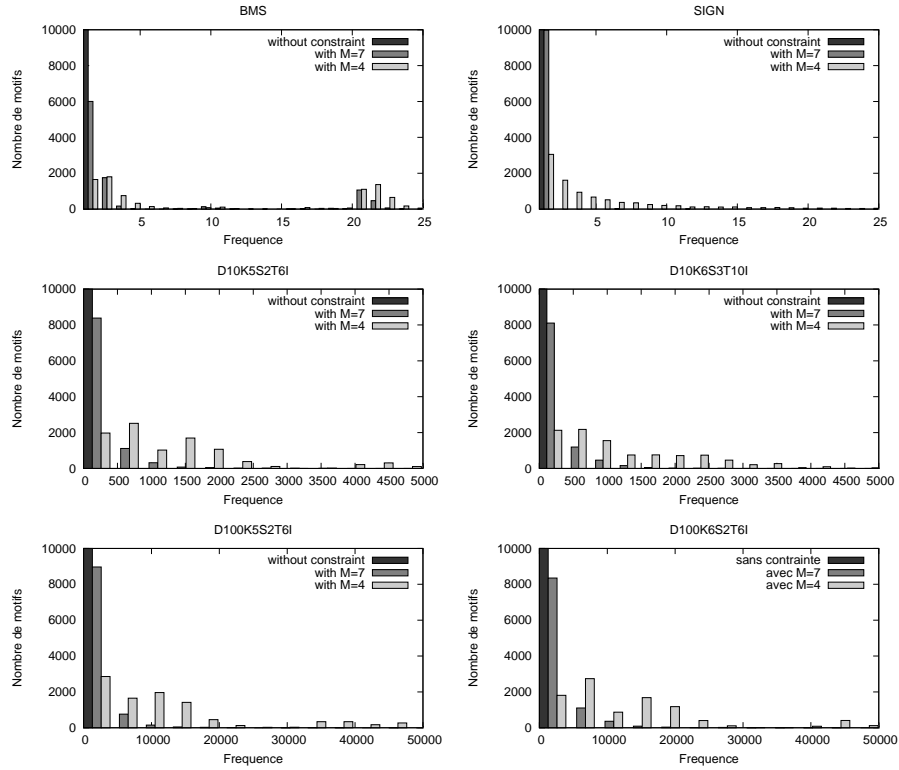 BMS
10000
8000
6000
4000
2000
0
Nombre de motifs
without constraint
with M=7
with M=4
5 10 15 20 25
Frequence
SIGN
10000
8000
6000
4000
2000
0
Nombre de motifs
without constraint
with M=7
with M=4
5 10 15 20 25
Frequence
D10K5S2T6I
10000
8000
6000
4000
2000
0
Nombre de motifs
without constraint
with M=7
with M=4
0 500 1000 1500 2000 2500 3000 3500 4000 4500 5000
Frequence
D10K6S3T10I
10000
8000
6000
4000
2000
0
Nombre de motifs
without constraint
with M=7
with M=4
0 500 1000 1500 2000 2500 3000 3500 4000 4500 5000
Frequence
D100K5S2T6I
10000
8000
6000
4000
2000
0
Nombre de motifs
without constraint
with M=7
with M=4
0 10000 20000 30000 40000 50000
Frequence
D100K6S2T6I
10000
8000
6000
4000
2000
0
Nombre de motifs
sans contrainte
avec M=7
avec M=4
0 10000 20000 30000 40000 50000
Frequence